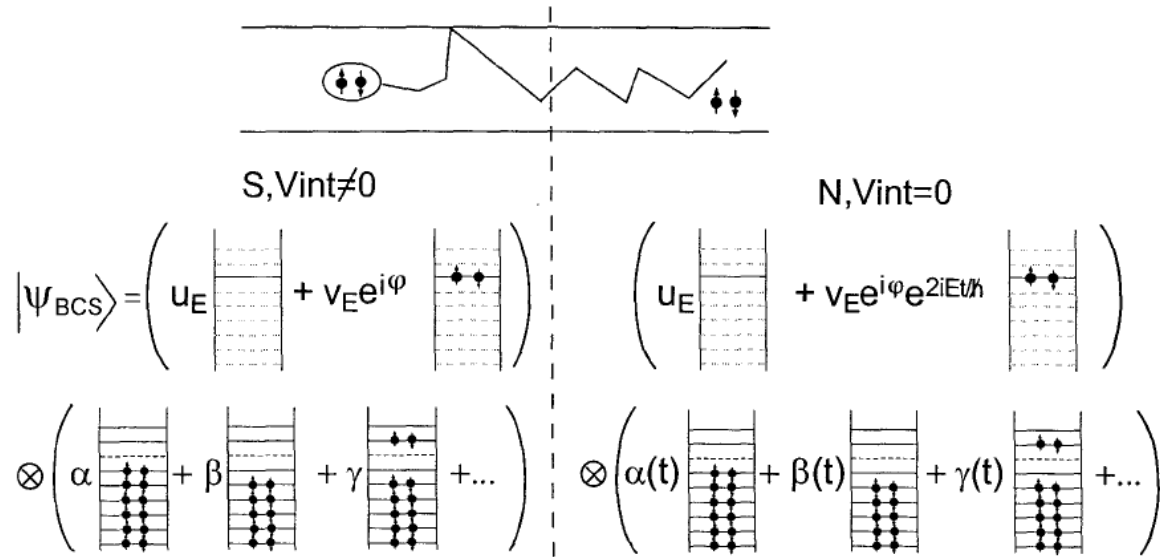 S,Vint≠0 N,Vint=0
|ψBCS⟩=( uE + vEe^iφ ) ( uE + vEe^iφe^2iEt/ħ )
⊗( α + β + γ +...) ⊗( α(t) + β(t) + γ(t) +...)